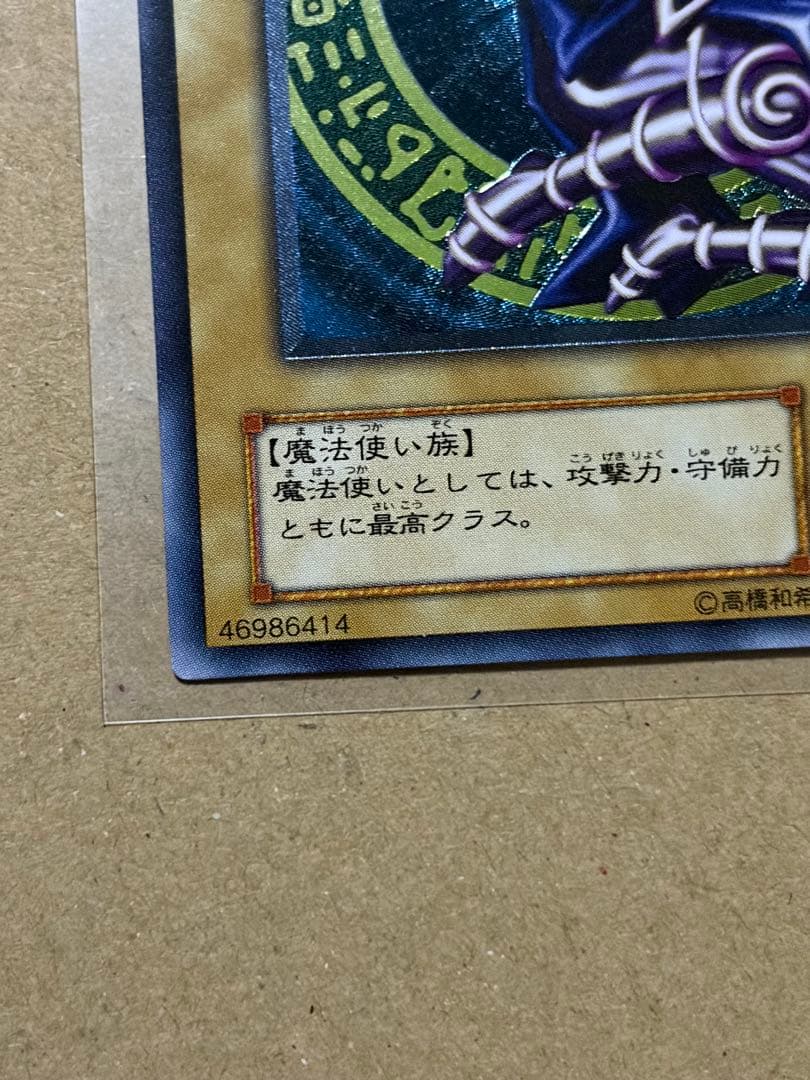 【魔法使い族】
魔法使いとしては、攻撃力・守備力
ともに最高クラス。
46986414
©高橋和希